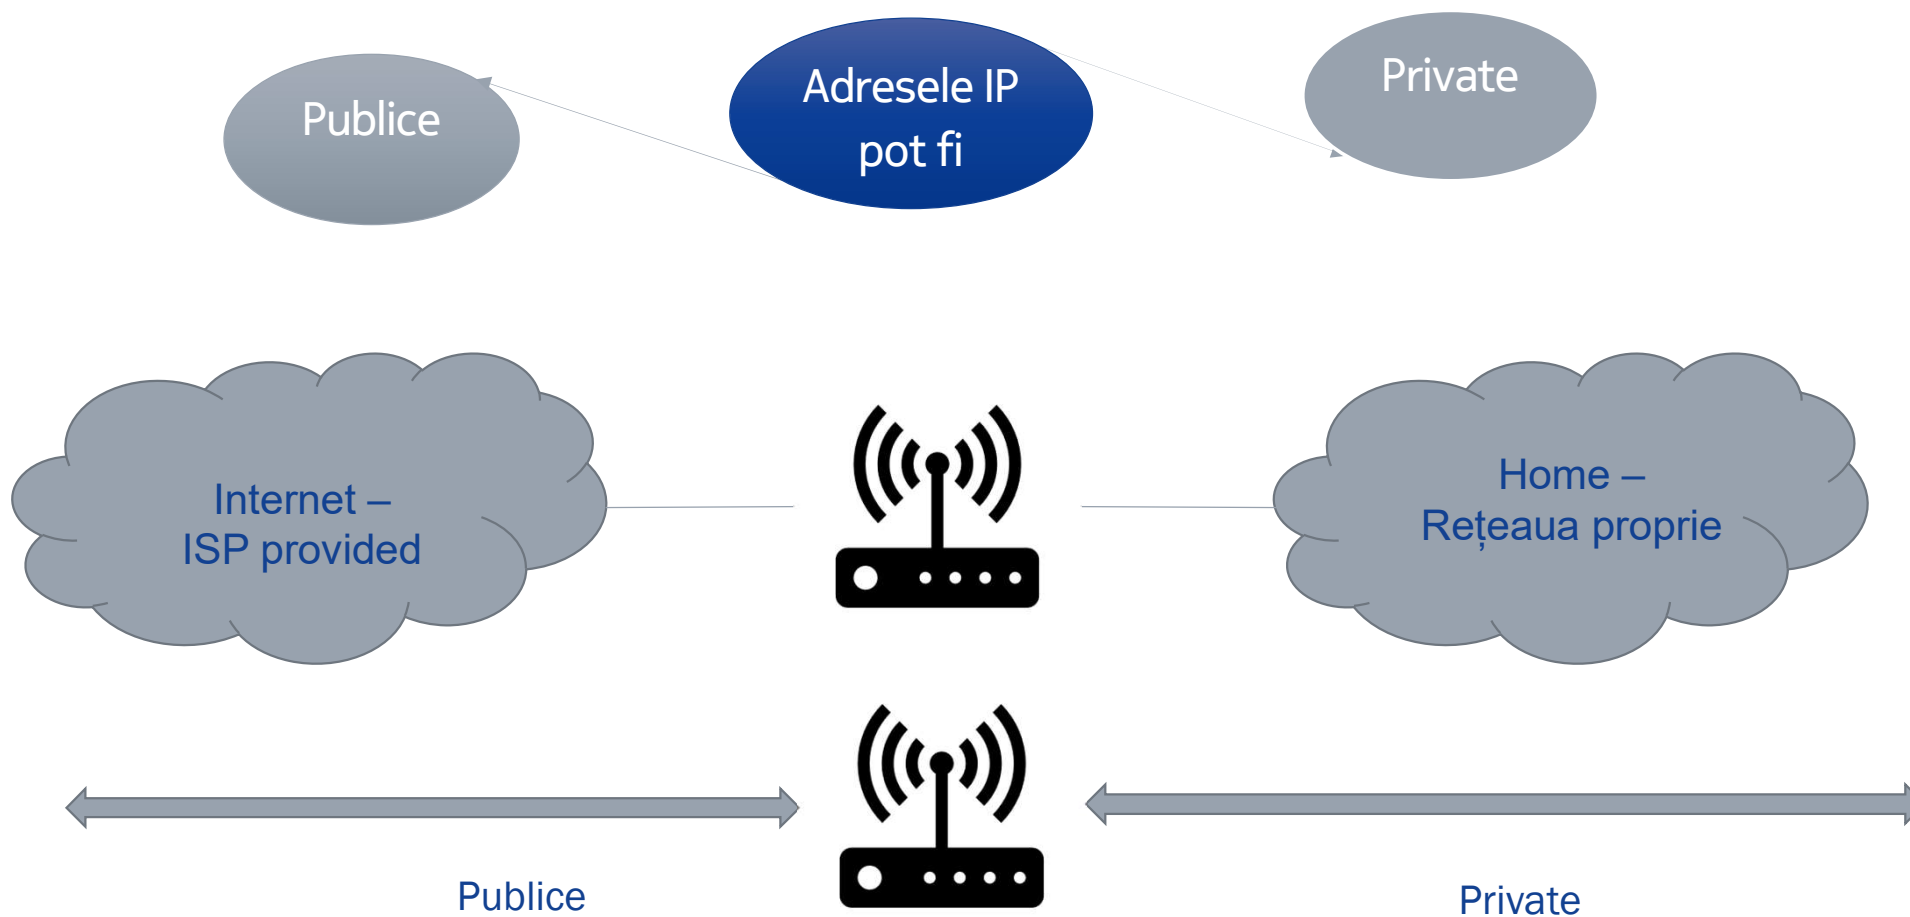 Publice
Adresele IP
pot fi
Private
Internet –
ISP provided
Home –
Rețeaua proprie
Publice
Private